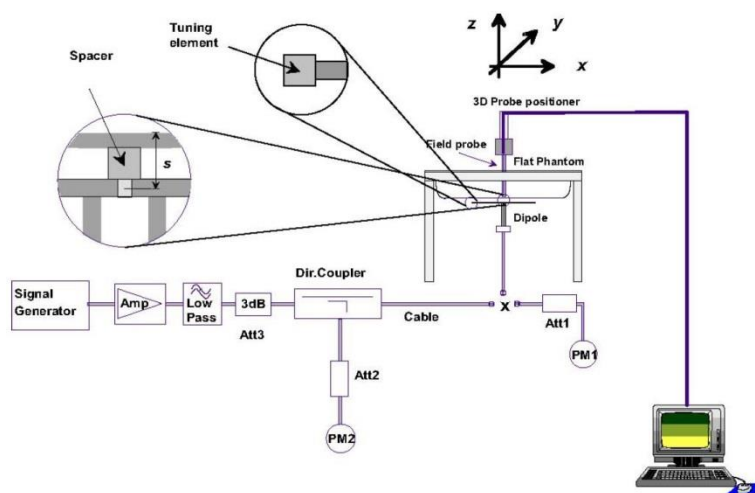 Tuning
element
Spacer
s
z
y
x
3D Probe positioner
Field probe
Flat Phantom
Dipole
Signal
Generator
Amp
Low
Pass
3dB
Att3
Dir.Coupler
Cable
x
Att1
PM1
Att2
PM2